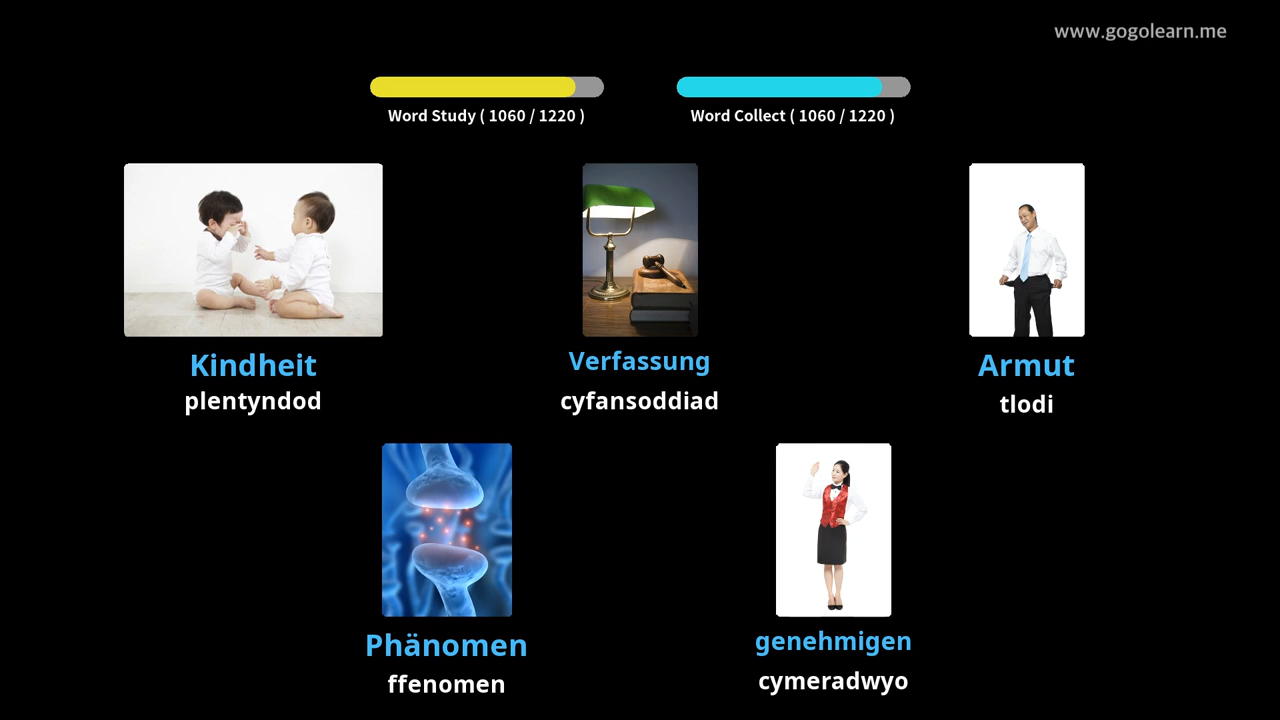 www.gogolearn.me
Word Study ( 1060 / 1220 )
Word Collect ( 1060 / 1220 )
Kindheit
plentyndod
Verfassung
cyfansoddiad
Armut
tlodi
Phänomen
ffenomen
genehmigen
cymeradwyo